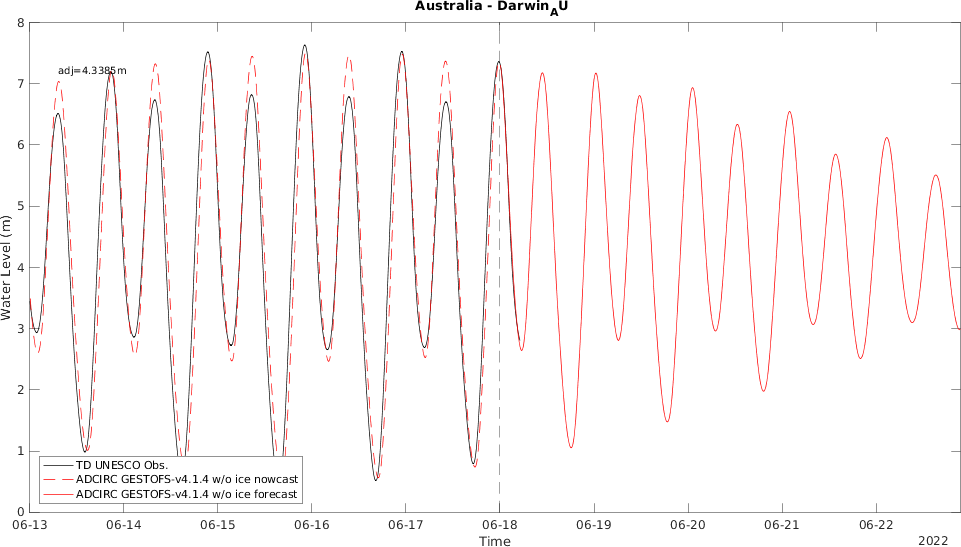 Australia - Darwin_AU
adj=4.3385m
Water Level (m)
8
7
6
5
4
3
2
1
0
TD UNESCO Obs.
ADCIRC GESTOFS-v4.1.4 w/o ice nowcast
ADCIRC GESTOFS-v4.1.4 w/o ice forecast
06-13 06-14 06-15 06-16 06-17 06-18 06-19 06-20 06-21 06-22
Time
2022